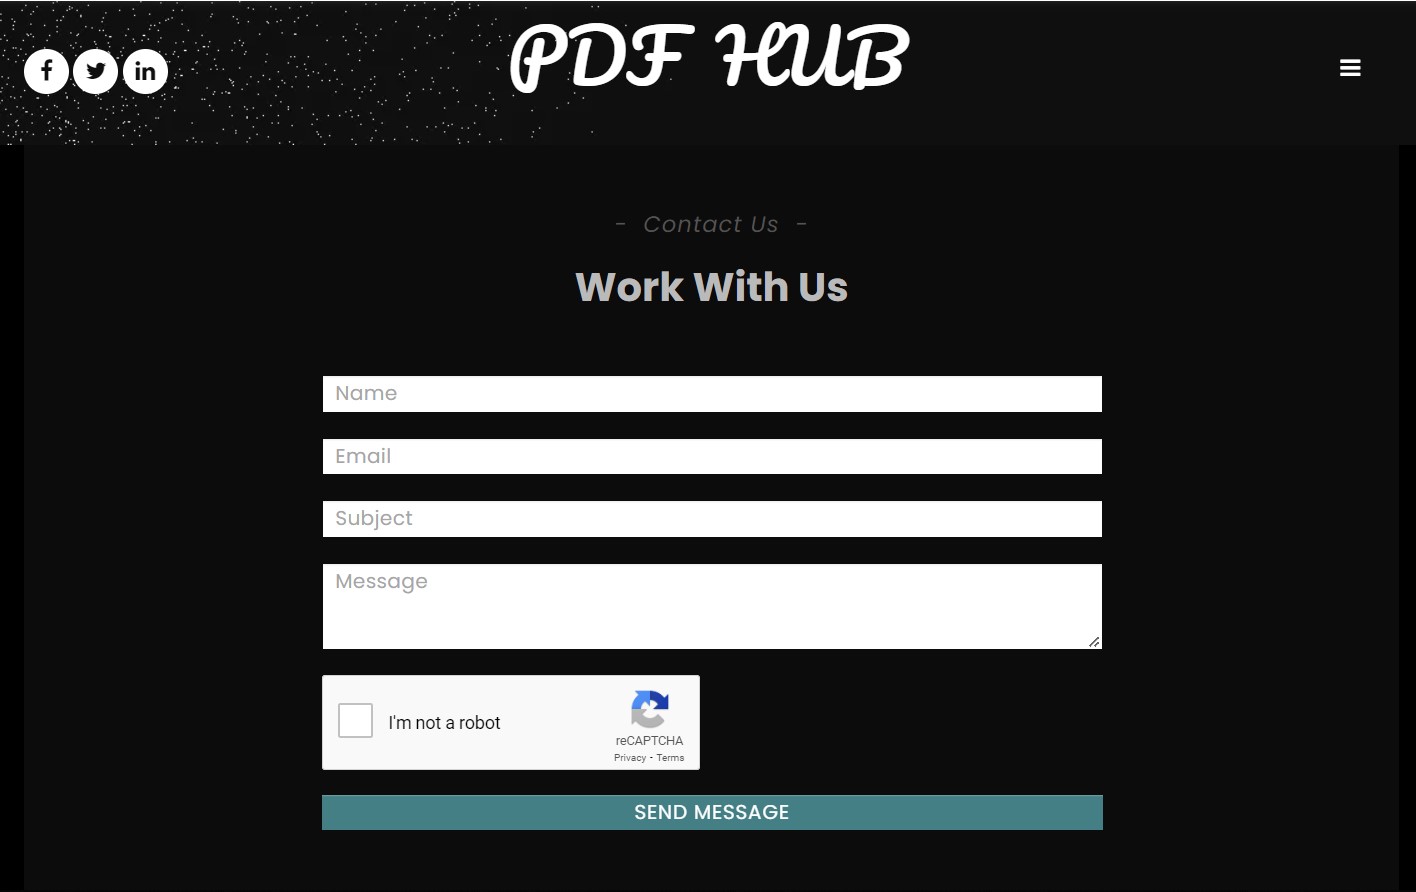 PDF HUB
- Contact Us -
Work With Us
Name
Email
Subject
Message
I'm not a robot
reCAPTCHA
Privacy - Terms
SEND MESSAGE